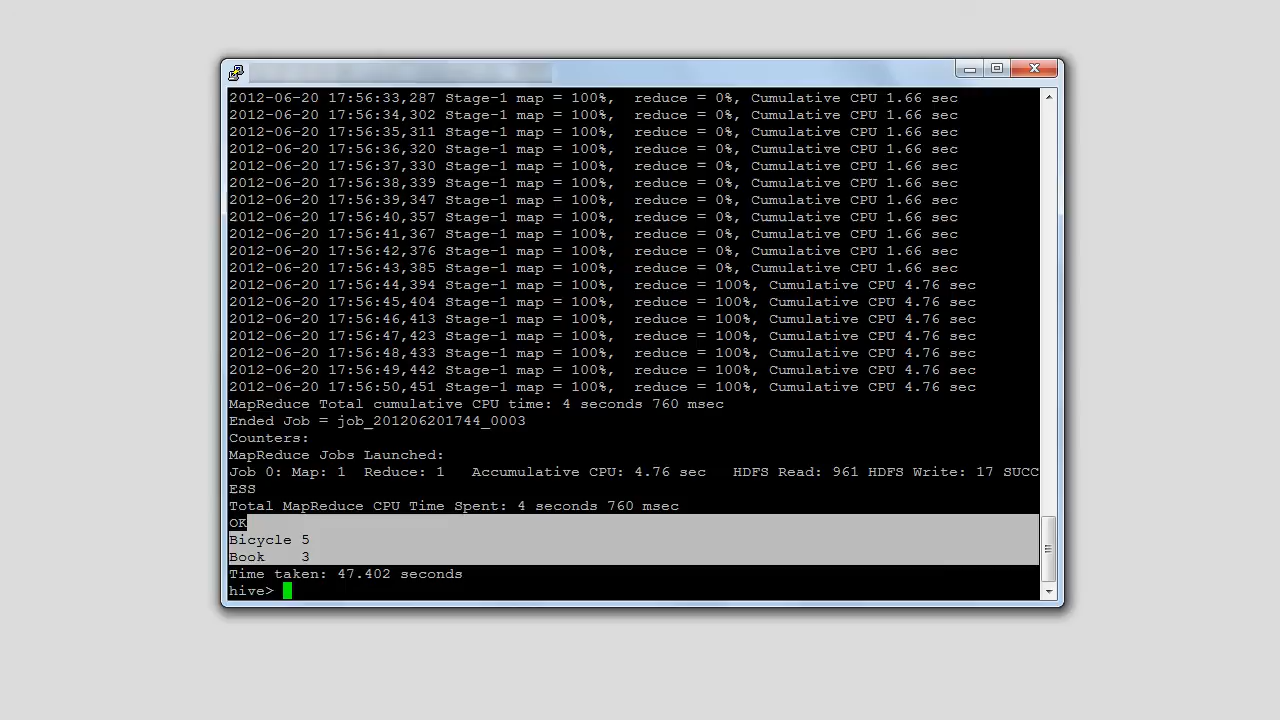 2012-06-20 17:56:33,287 Stage-1 map = 100%,  reduce = 0%, Cumulative CPU 1.66 sec
2012-06-20 17:56:34,302 Stage-1 map = 100%,  reduce = 0%, Cumulative CPU 1.66 sec
2012-06-20 17:56:35,311 Stage-1 map = 100%,  reduce = 0%, Cumulative CPU 1.66 sec
2012-06-20 17:56:36,320 Stage-1 map = 100%,  reduce = 0%, Cumulative CPU 1.66 sec
2012-06-20 17:56:37,330 Stage-1 map = 100%,  reduce = 0%, Cumulative CPU 1.66 sec
2012-06-20 17:56:38,339 Stage-1 map = 100%,  reduce = 0%, Cumulative CPU 1.66 sec
2012-06-20 17:56:39,347 Stage-1 map = 100%,  reduce = 0%, Cumulative CPU 1.66 sec
2012-06-20 17:56:40,357 Stage-1 map = 100%,  reduce = 0%, Cumulative CPU 1.66 sec
2012-06-20 17:56:41,367 Stage-1 map = 100%,  reduce = 0%, Cumulative CPU 1.66 sec
2012-06-20 17:56:42,376 Stage-1 map = 100%,  reduce = 0%, Cumulative CPU 1.66 sec
2012-06-20 17:56:43,385 Stage-1 map = 100%,  reduce = 0%, Cumulative CPU 1.66 sec
2012-06-20 17:56:44,394 Stage-1 map = 100%,  reduce = 100%, Cumulative CPU 4.76 sec
2012-06-20 17:56:45,404 Stage-1 map = 100%,  reduce = 100%, Cumulative CPU 4.76 sec
2012-06-20 17:56:46,413 Stage-1 map = 100%,  reduce = 100%, Cumulative CPU 4.76 sec
2012-06-20 17:56:47,423 Stage-1 map = 100%,  reduce = 100%, Cumulative CPU 4.76 sec
2012-06-20 17:56:48,433 Stage-1 map = 100%,  reduce = 100%, Cumulative CPU 4.76 sec
2012-06-20 17:56:49,442 Stage-1 map = 100%,  reduce = 100%, Cumulative CPU 4.76 sec
2012-06-20 17:56:50,451 Stage-1 map = 100%,  reduce = 100%, Cumulative CPU 4.76 sec
MapReduce Total cumulative CPU time: 4 seconds 760 msec
Ended Job = job_201206201744_0003
Counters:
MapReduce Jobs Launched:
Job 0: Map: 1  Reduce: 1   Accumulative CPU: 4.76 sec   HDFS Read: 961 HDFS Write: 17 SUCC
ESS
Total MapReduce CPU Time Spent: 4 seconds 760 msec
OK
Bicycle 5
Book    3
Time taken: 47.402 seconds
hive>